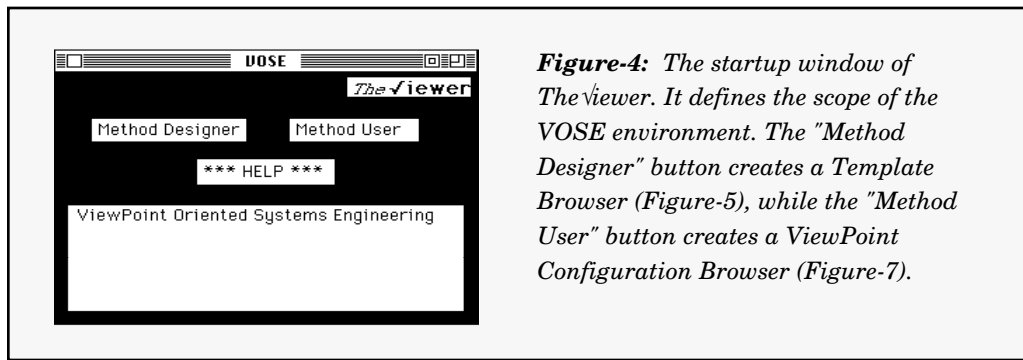 VOSE
The √iewer
Method Designer
Method User
*** HELP ***
ViewPoint Oriented Systems Engineering
Figure-4: The startup window of
The√iewer. It defines the scope of the
VOSE environment. The "Method
Designer" button creates a Template
Browser (Figure-5), while the "Method
User" button creates a ViewPoint
Configuration Browser (Figure-7).